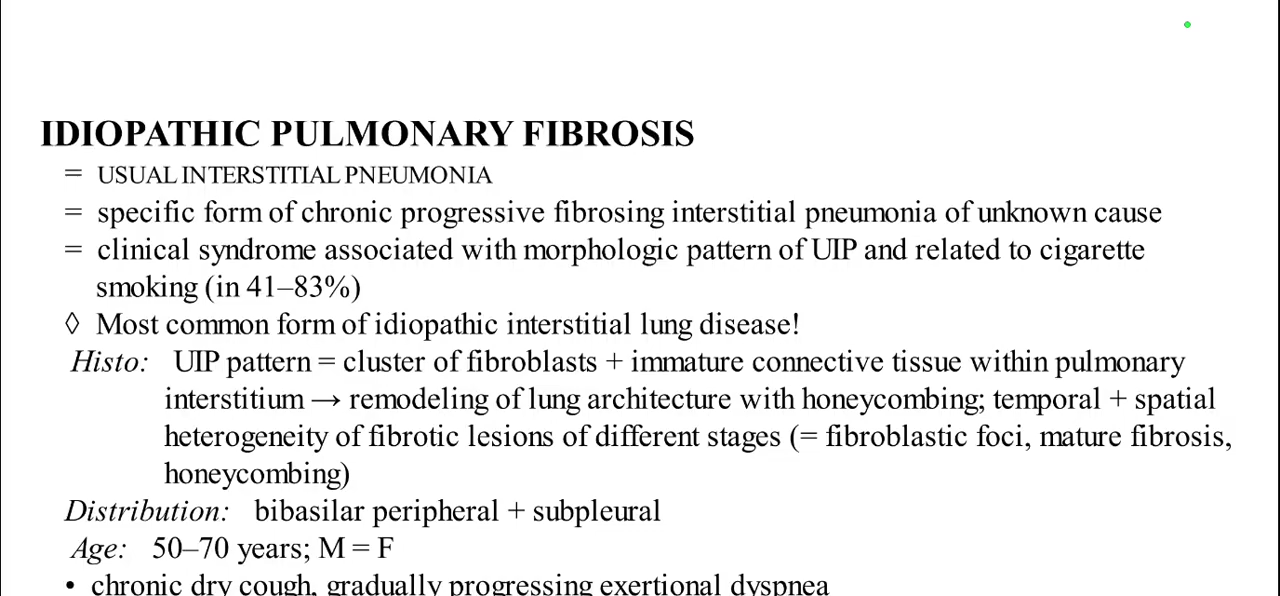 IDIOPATHIC PULMONARY FIBROSIS
= USUAL INTERSTITIAL PNEUMONIA
= specific form of chronic progressive fibrosing interstitial pneumonia of unknown cause
= clinical syndrome associated with morphologic pattern of UIP and related to cigarette
smoking (in 41–83%)
◊ Most common form of idiopathic interstitial lung disease!
Histo: UIP pattern = cluster of fibroblasts + immature connective tissue within pulmonary
interstitium → remodeling of lung architecture with honeycombing; temporal + spatial
heterogeneity of fibrotic lesions of different stages (= fibroblastic foci, mature fibrosis,
honeycombing)
Distribution: bibasilar peripheral + subpleural
Age: 50–70 years; M = F
• chronic dry cough, gradually progressing exertional dyspnea